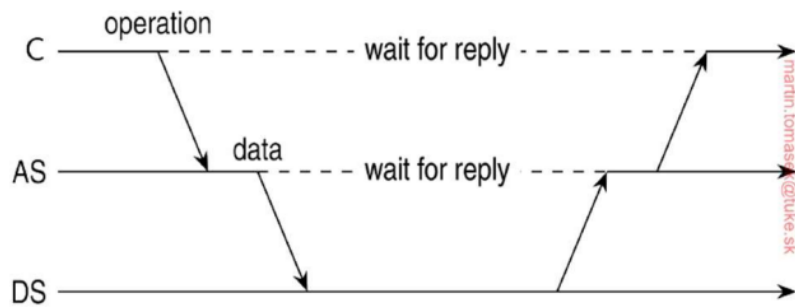 operation
C wait for reply
data
AS wait for reply
DS
martin.tomasek@tuke.sk